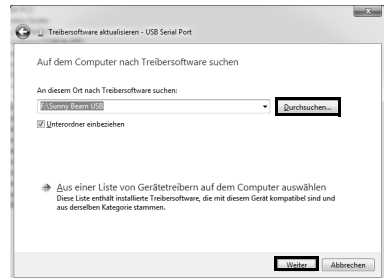 Treibersoftware aktualisieren - USB Serial Port
Auf dem Computer nach Treibersoftware suchen
An diesem Ort nach Treibersoftware suchen:
F:\Sunny Beam USB
Durchsuchen...
Unterordner einbeziehen
Aus einer Liste von Gerätetreibern auf dem Computer auswählen
Diese Liste enthält installierte Treibersoftware, die mit diesem Gerät kompatibel sind und
aus derselben Kategorie stammen.
Weiter Abbrechen